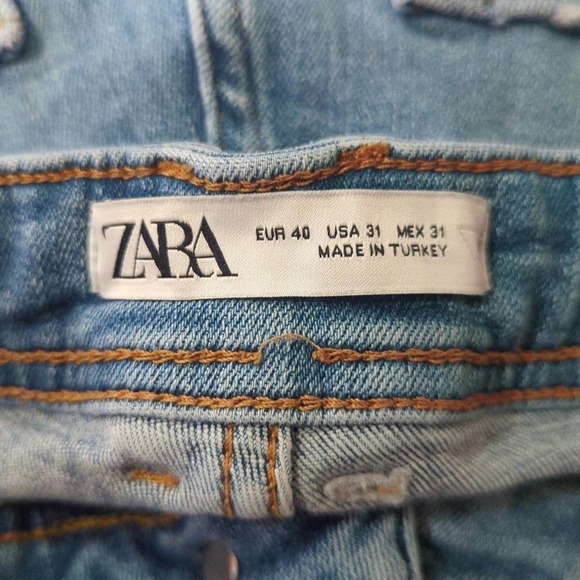 ZARA
EUR 40 USA 31 MEX 31
MADE IN TURKEY